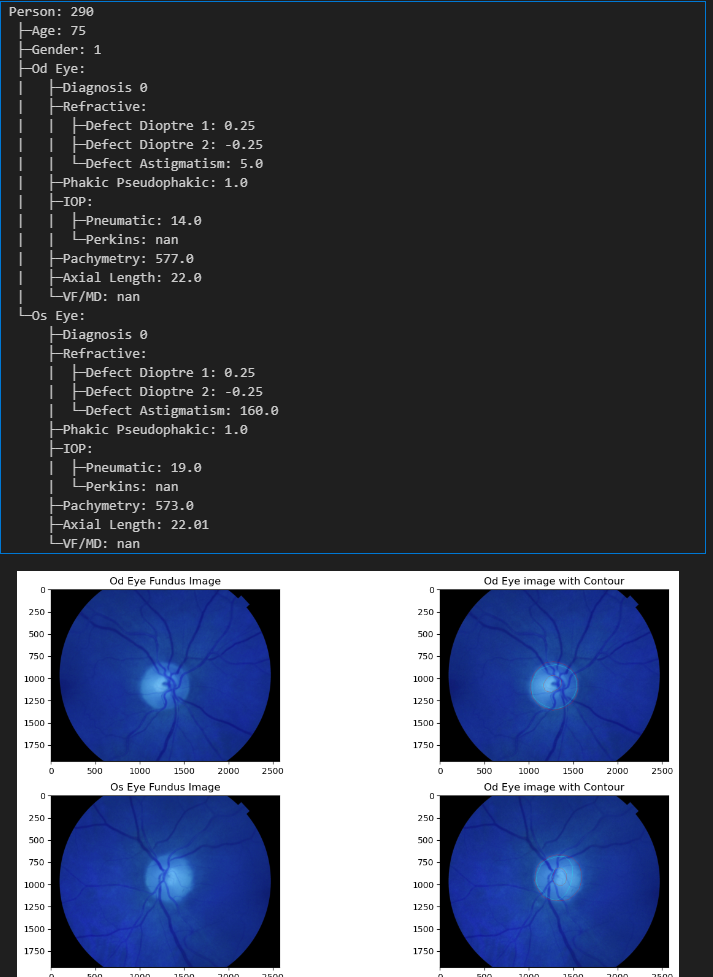 Person: 290
├─Age: 75
├─Gender: 1
├─Od Eye:
│   ├─Diagnosis 0
│   ├─Refractive:
│   │  ├─Defect Dioptre 1: 0.25
│   │  ├─Defect Dioptre 2: -0.25
│   │  └─Defect Astigmatism: 5.0
│   ├─Phakic Pseudophakic: 1.0
│   ├─IOP:
│   │  ├─Pneumatic: 14.0
│   │  └─Perkins: nan
│   ├─Pachymetry: 577.0
│   ├─Axial Length: 22.0
│   └─VF/MD: nan
└─Os Eye:
    ├─Diagnosis 0
    ├─Refractive:
    │  ├─Defect Dioptre 1: 0.25
    │  ├─Defect Dioptre 2: -0.25
    │  └─Defect Astigmatism: 160.0
    ├─Phakic Pseudophakic: 1.0
    ├─IOP:
    │  ├─Pneumatic: 19.0
    │  └─Perkins: nan
    ├─Pachymetry: 573.0
    ├─Axial Length: 22.01
    └─VF/MD: nan
Od Eye Fundus Image
0
250
500
750
1000
1250
1500
1750
0 500 1000 1500 2000 2500
Od Eye image with Contour
0
250
500
750
1000
1250
1500
1750
0 500 1000 1500 2000 2500
Os Eye Fundus Image
0
250
500
750
1000
1250
1500
1750
0 500 1000 1500 2000 2500
Od Eye image with Contour
0
250
500
750
1000
1250
1500
1750
0 500 1000 1500 2000 2500